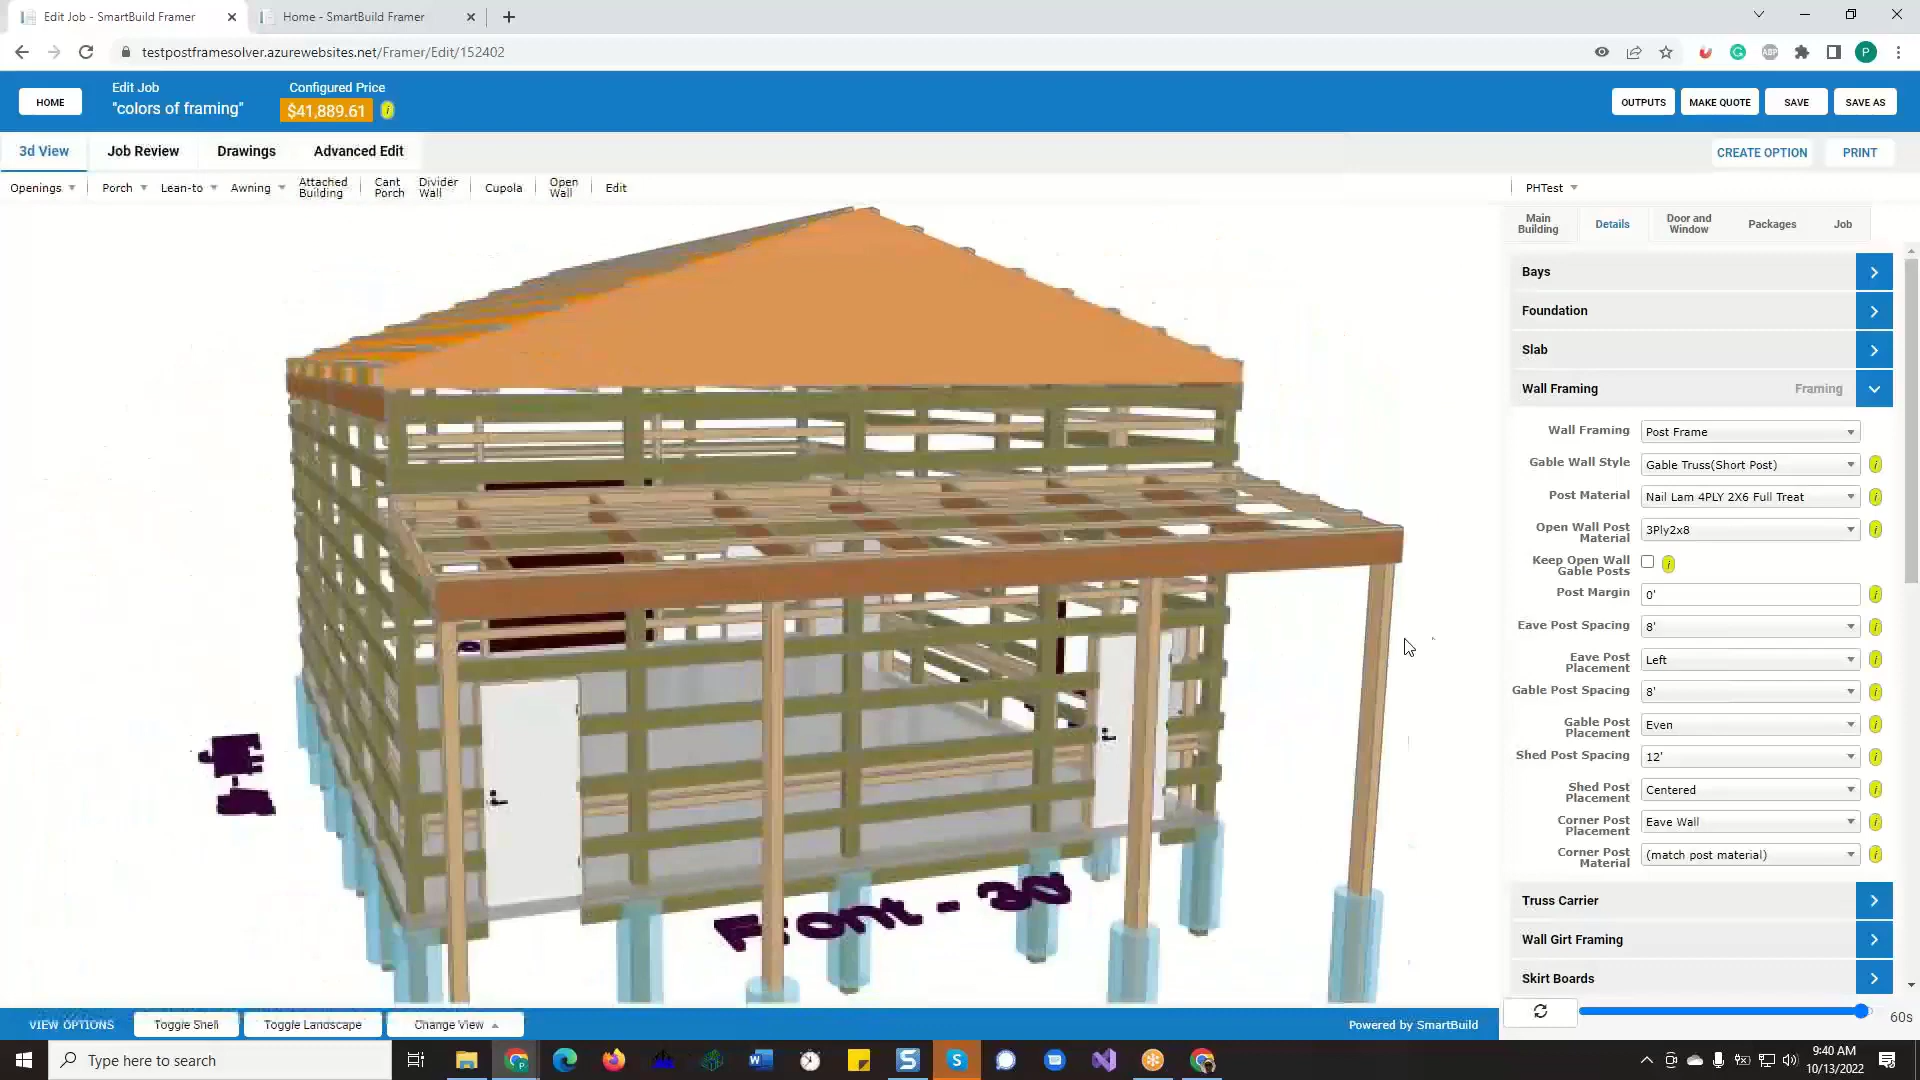 Edit Job - SmartBuild Framer
Home - SmartBuild Framer
testpostframesolver.azurewebsites.net/Framer/Edit/152402
P
HOME
Edit Job
"colors of framing"
Configured Price
$41,889.61
i
OUTPUTS
MAKE QUOTE
SAVE
SAVE AS
3d View
Job Review
Drawings
Advanced Edit
CREATE OPTION
PRINT
Openings
Porch
Lean-to
Awning
Attached
Building
Cant
Porch
Divider
Wall
Cupola
Open
Wall
Edit
PHTest
Main
Building
Details
Door and
Window
Packages
Job
Bays
Foundation
Slab
Wall Framing
Framing
Wall Framing
Post Frame
Gable Wall Style
Gable Truss(Short Post)
Post Material
Nail Lam 4PLY 2X6 Full Treat
Open Wall Post
Material
3Ply2x8
Keep Open Wall
Gable Posts
Post Margin
0'
Eave Post Spacing
8'
Eave Post
Placement
Left
Gable Post Spacing
8'
Gable Post
Placement
Even
Shed Post Spacing
12'
Shed Post
Placement
Centered
Corner Post
Placement
Eave Wall
Corner Post
Material
(match post material)
Truss Carrier
Wall Girt Framing
Skirt Boards
60s
Front - 30
VIEW OPTIONS
Toggle Shell
Toggle Landscape
Change View
Powered by SmartBuild
Type here to search
9:40 AM
10/13/2022